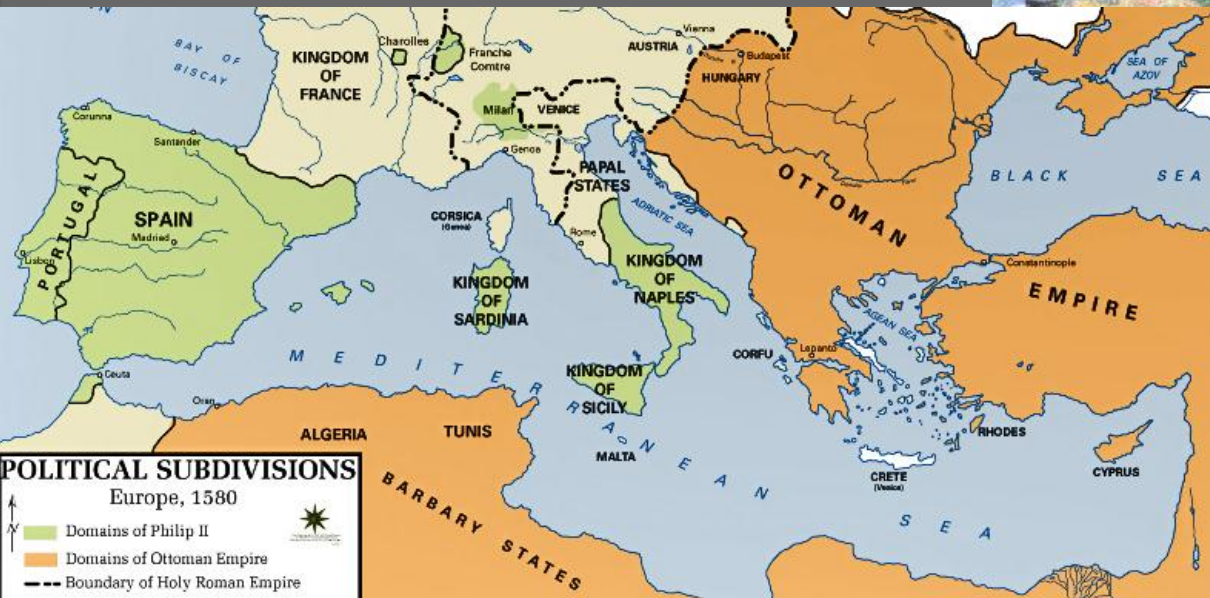 BAY OF
BISCAY
KINGDOM
OF
FRANCE
Charolles
Franche
Comtre
Vienna
AUSTRIA
Budapest
HUNGARY
SEA OF
AZOV
Milan
VENICE
Genoa
Corunna
Santander
PORTUGAL
SPAIN
Madried
Lisbon
PAPAL
STATES
ADRIATIC SEA
CORSICA
(Genoa)
Rome
OTTOMAN
EMPIRE
BLACK SEA
Constantinople
KINGDOM
OF
SARDINIA
KINGDOM
OF
NAPLES
AGEAN SEA
CORFU
Lepanto
KINGDOM
OF
SICILY
MEDITERRANEAN
SEA
Ceuta
Oran
ALGERIA
TUNIS
MALTA
RHODES
CRETE
(Venice)
CYPRUS
BARBARY STATES
POLITICAL SUBDIVISIONS
Europe, 1580
N
Domains of Philip II
Domains of Ottoman Empire
Boundary of Holy Roman Empire